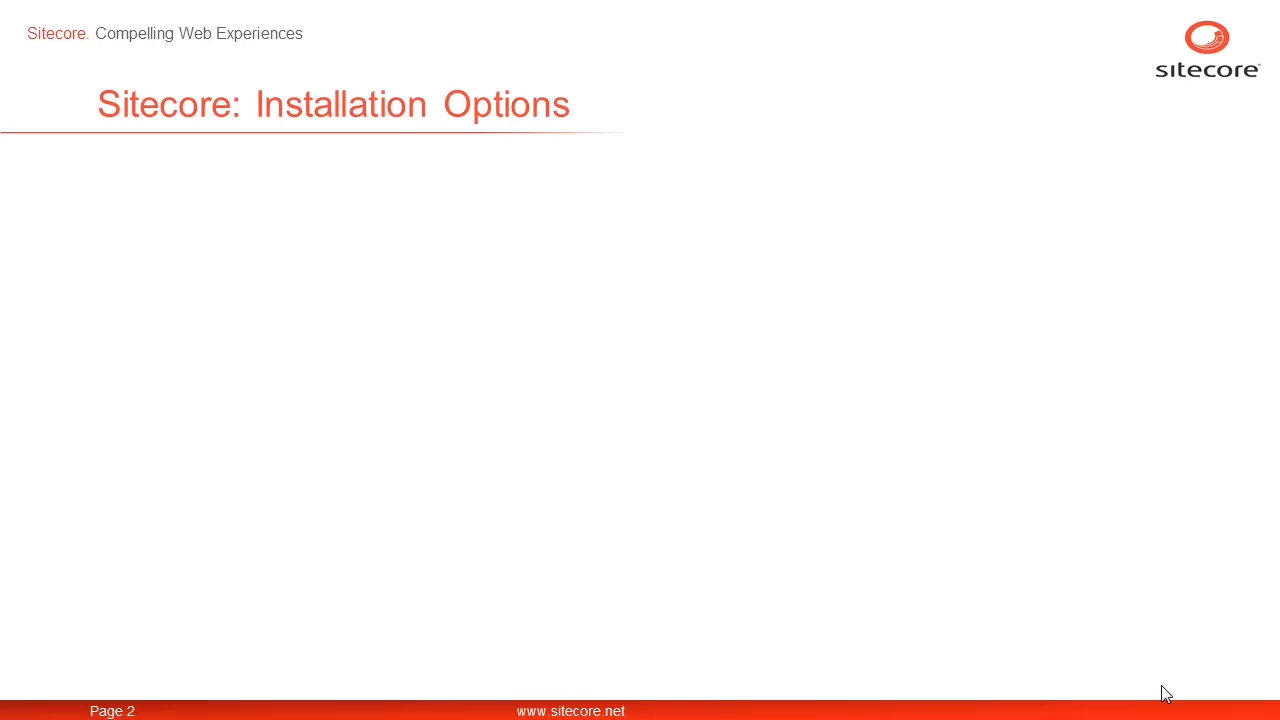 Sitecore. Compelling Web Experiences
sitecore
Sitecore: Installation Options
Page 2
www.sitecore.net